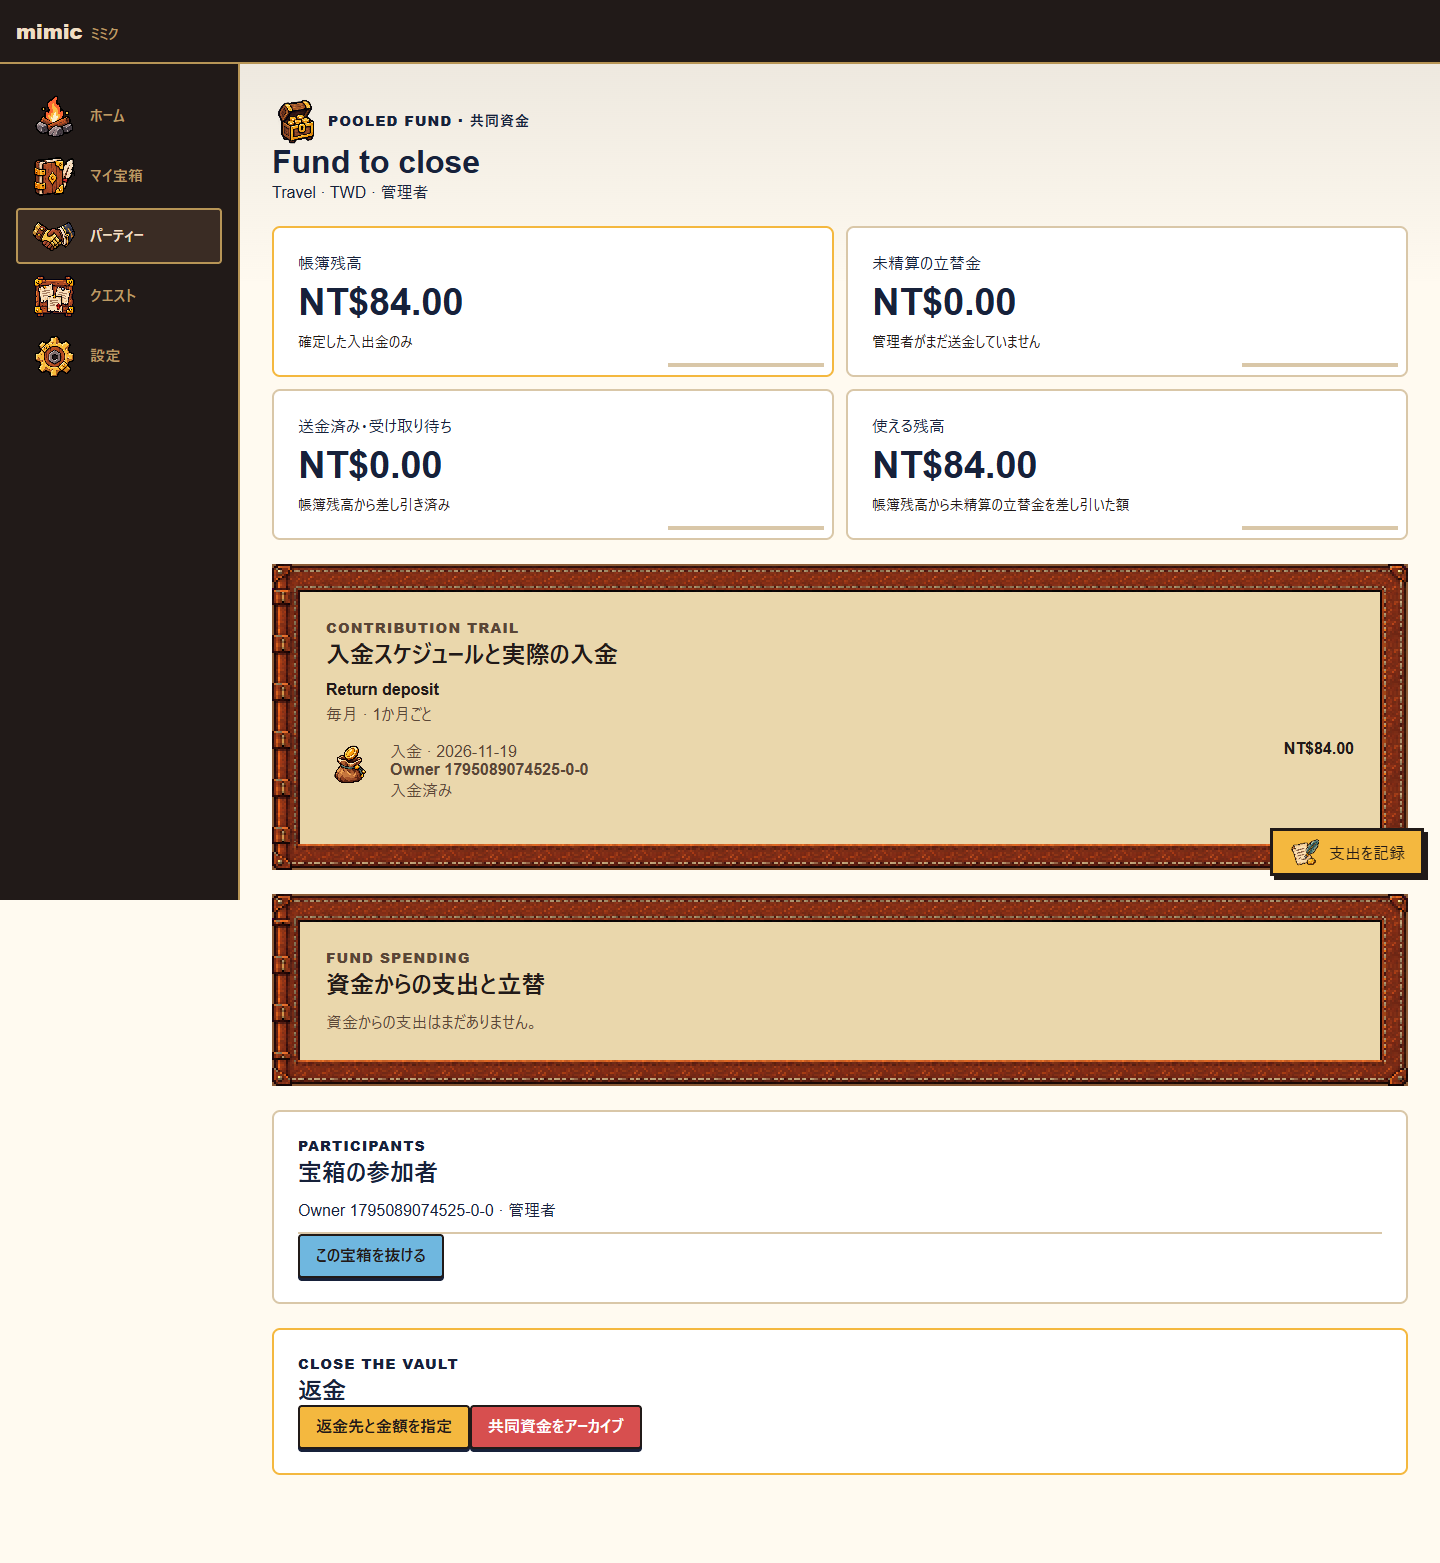 mimic ミミク
ホーム
マイ宝箱
パーティー
クエスト
設定
POOLED FUND · 共同資金
Fund to close
Travel · TWD · 管理者
帳簿残高
NT$84.00
確定した入出金のみ
未精算の立替金
NT$0.00
管理者がまだ送金していません
送金済み・受け取り待ち
NT$0.00
帳簿残高から差し引き済み
使える残高
NT$84.00
帳簿残高から未精算の立替金を差し引いた額
CONTRIBUTION TRAIL
入金スケジュールと実際の入金
Return deposit
毎月 · 1か月ごと
入金 · 2026-11-19
NT$84.00
Owner 1795089074525-0-0
入金済み
支出を記録
FUND SPENDING
資金からの支出と立替
資金からの支出はまだありません。
PARTICIPANTS
宝箱の参加者
Owner 1795089074525-0-0 · 管理者
この宝箱を抜ける
CLOSE THE VAULT
返金
返金先と金額を指定
共同資金をアーカイブ